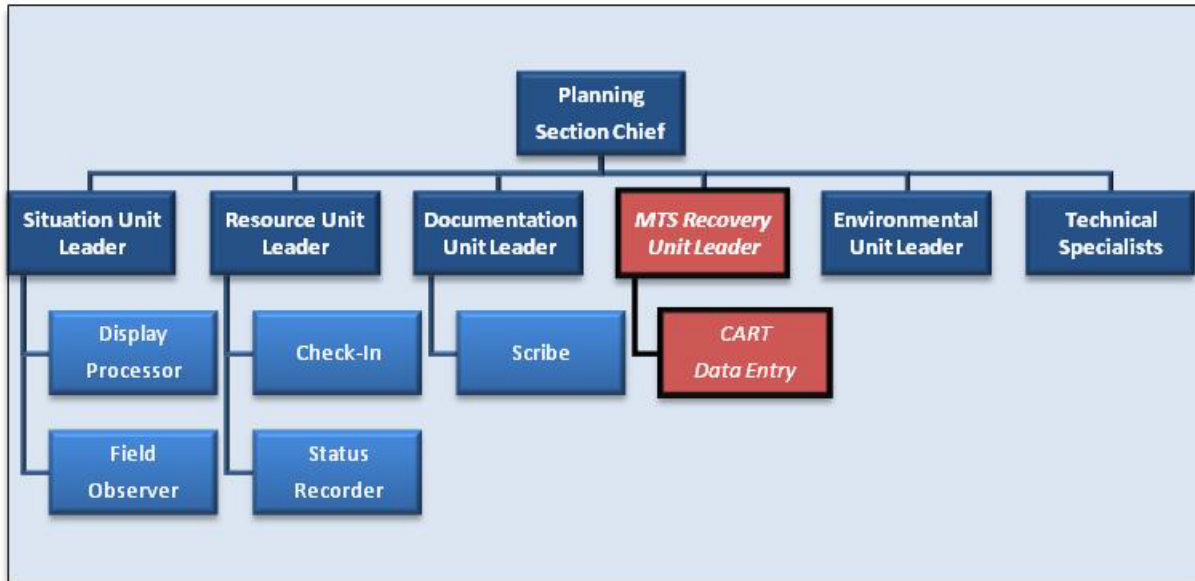 Planning
Section Chief
Situation Unit
Leader
Resource Unit
Leader
Documentation
Unit Leader
MTS Recovery
Unit Leader
Environmental
Unit Leader
Technical
Specialists
Display
Processor
Check-In
Scribe
CART
Data Entry
Field
Observer
Status
Recorder